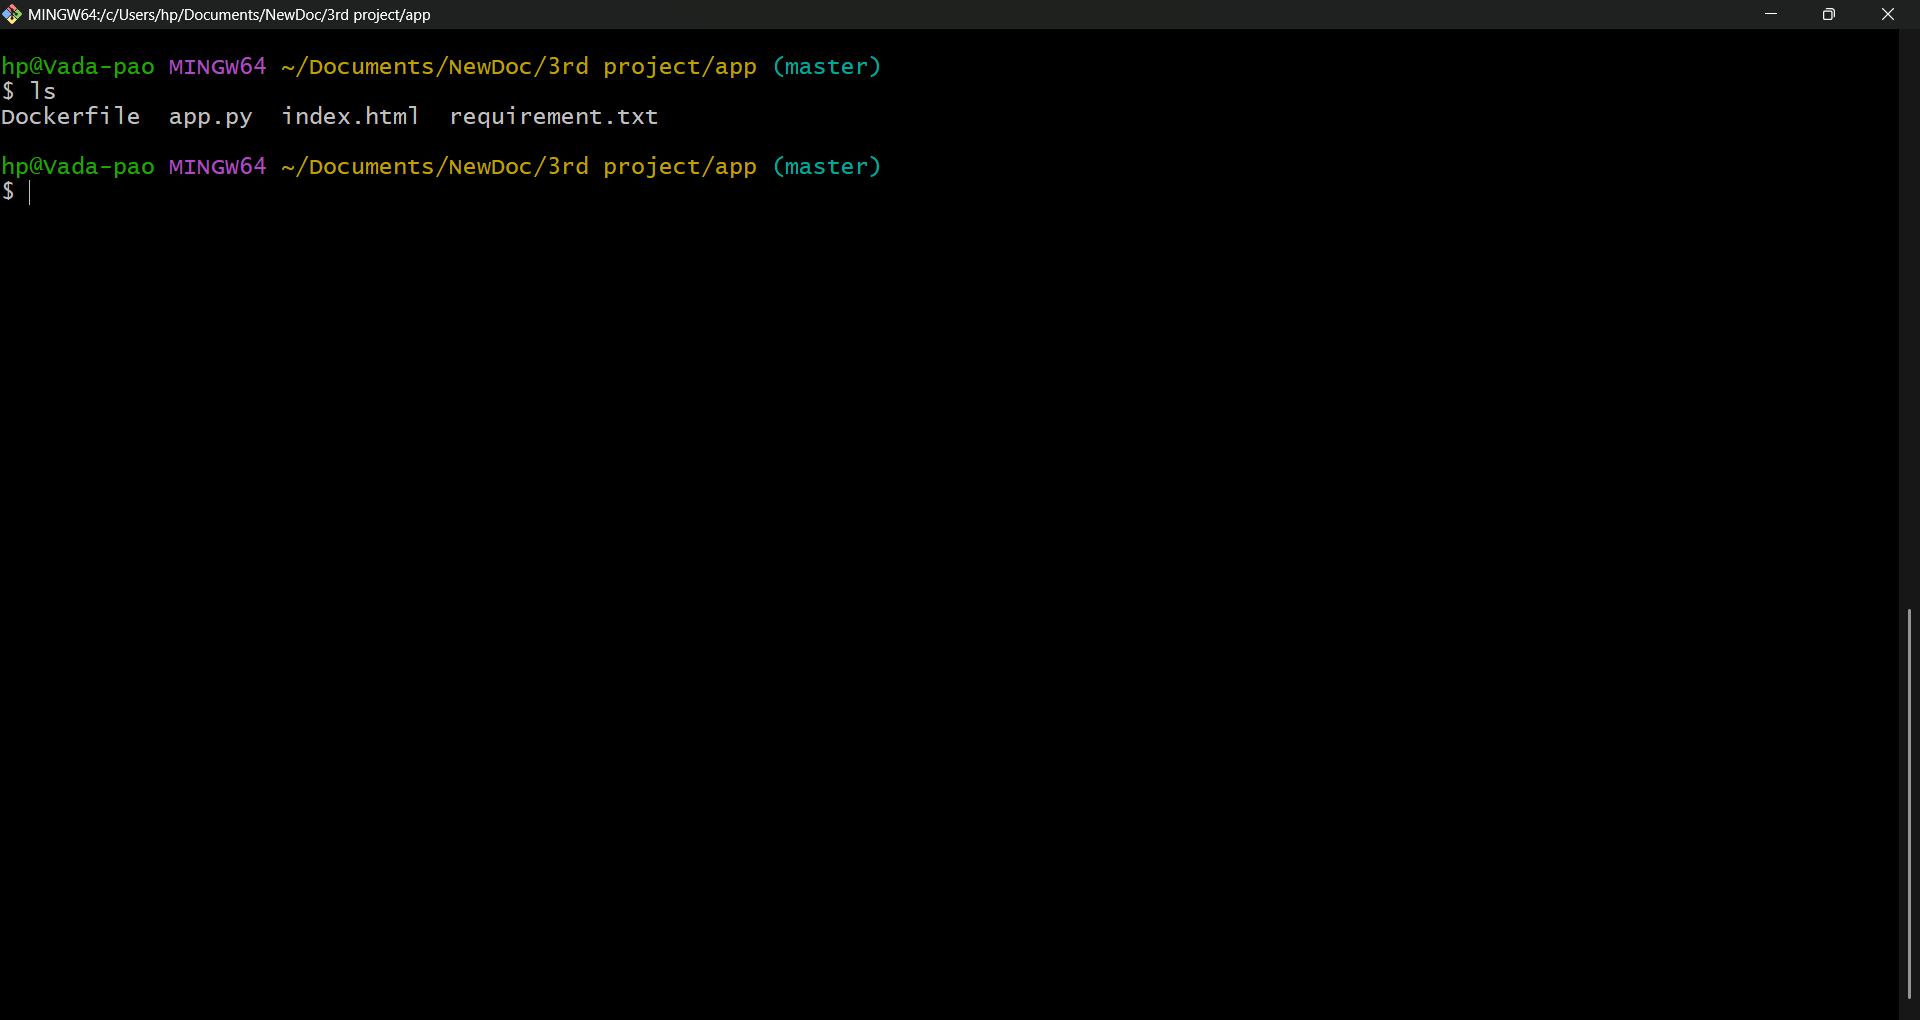 MINGW64:/c/Users/hp/Documents/NewDoc/3rd project/app
hp@Vada-pao MINGW64 ~/Documents/NewDoc/3rd project/app (master)
$ ls
Dockerfile  app.py  index.html  requirement.txt
hp@Vada-pao MINGW64 ~/Documents/NewDoc/3rd project/app (master)
$